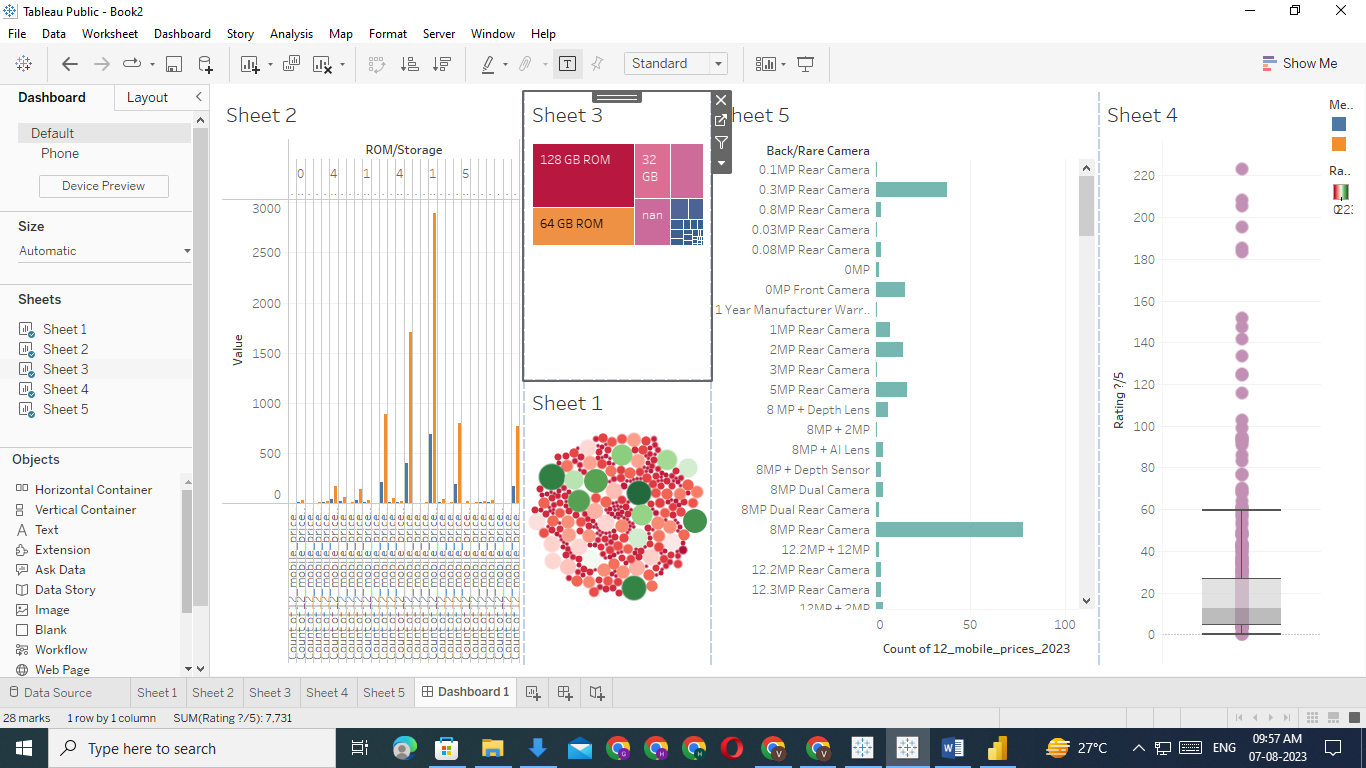 Tableau Public - Book2
File Data Worksheet Dashboard Story Analysis Map Format Server Window Help
Standard
Show Me
Dashboard Layout
Default
Phone
Device Preview
Size
Automatic
Sheets
Sheet 1
Sheet 2
Sheet 3
Sheet 4
Sheet 5
Objects
Horizontal Container
Vertical Container
Text
Extension
Ask Data
Data Story
Image
Blank
Workflow
Web Page
Sheet 2
ROM/Storage
0 4 1 4 1 5
3000
2500
2000
1500
1000
500
0
Value
Sheet 3
128 GB ROM
64 GB ROM
32
GB
nan
Sheet 1
heet 5
Back/Rare Camera
0.1MP Rear Camera
0.3MP Rear Camera
0.8MP Rear Camera
0.03MP Rear Camera
0.08MP Rear Camera
0MP
0MP Front Camera
1 Year Manufacturer Warr..
1MP Rear Camera
2MP Rear Camera
3MP Rear Camera
5MP Rear Camera
8 MP + Depth Lens
8MP + 2MP
8MP + AI Lens
8MP + Depth Sensor
8MP Dual Camera
8MP Dual Rear Camera
8MP Rear Camera
12.2MP + 12MP
12.2MP Rear Camera
12.3MP Rear Camera
12MP + 2MP
0 50 100
Count of 12_mobile_prices_2023
Sheet 4
220
200
180
160
140
120
100
80
60
40
20
0
Rating ?/5
Me..
Ra..
Data Source Sheet 1 Sheet 2 Sheet 3 Sheet 4 Sheet 5 Dashboard 1
28 marks 1 row by 1 column SUM(Rating ?/5): 7,731
Type here to search
27°C
ENG
09:57 AM
07-08-2023